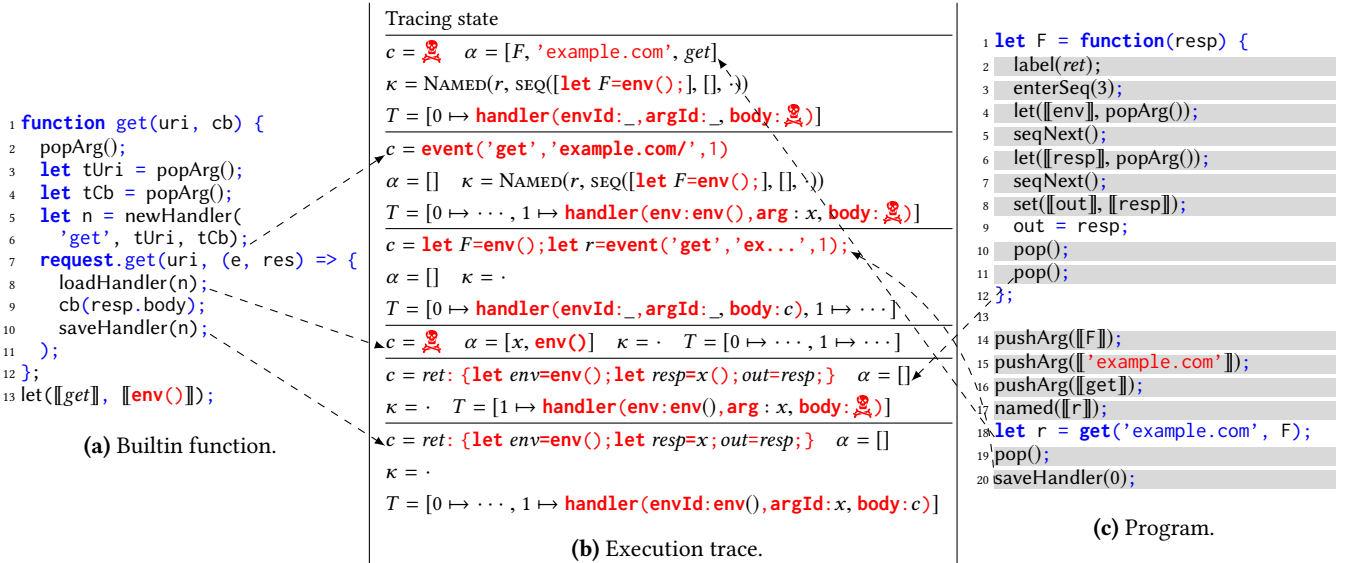 1 function get(uri, cb) {
2 popArg();
3 let tUri = popArg();
4 let tCb = popArg();
5 let n = newHandler(
6 'get', tUri, tCb);
7 request.get(uri, (e, res) => {
8 loadHandler(n);
9 cb(resp.body);
10 saveHandler(n);
11 );
12 };
13 let(⟦get⟧, ⟦env()⟧);
(a) Builtin function.
Tracing state
c = ☠ α = [F, 'example.com', get]
κ = Named(r, seq([let F=env();], [], ·))
T = [0 ↦ handler(envId:_,argId:_, body:☠)]
c = event('get','example.com/',1)
α = [] κ = Named(r, seq([let F=env();], [], ·))
T = [0 ↦ ···, 1 ↦ handler(env:env(),arg : x, body:☠)]
c = let F=env();let r=event('get','ex...',1);
α = [] κ = ·
T = [0 ↦ handler(envId:_,argId:_, body:c), 1 ↦ ···]
c = ☠ α = [x, env()] κ = · T = [0 ↦ ···, 1 ↦ ···]
c = ret: {let env=env();let resp=x();out=resp;} α = []
κ = · T = [1 ↦ handler(env:env(),arg : x, body:☠)]
c = ret: {let env=env();let resp=x;out=resp;} α = []
κ = ·
T = [0 ↦ ···, 1 ↦ handler(envId:env(),argId:x, body:c)]
(b) Execution trace.
1 let F = function(resp) {
2 label(ret);
3 enterSeq(3);
4 let(⟦env⟧, popArg());
5 seqNext();
6 let(⟦resp⟧, popArg());
7 seqNext();
8 set(⟦out⟧, ⟦resp⟧);
9 out = resp;
10 pop();
11 pop();
12 };
13
14 pushArg(⟦F⟧);
15 pushArg(⟦'example.com'⟧);
16 pushArg(⟦get⟧);
17 named(⟦r⟧);
18 let r = get('example.com', F);
19 pop();
20 saveHandler(0);
(c) Program.